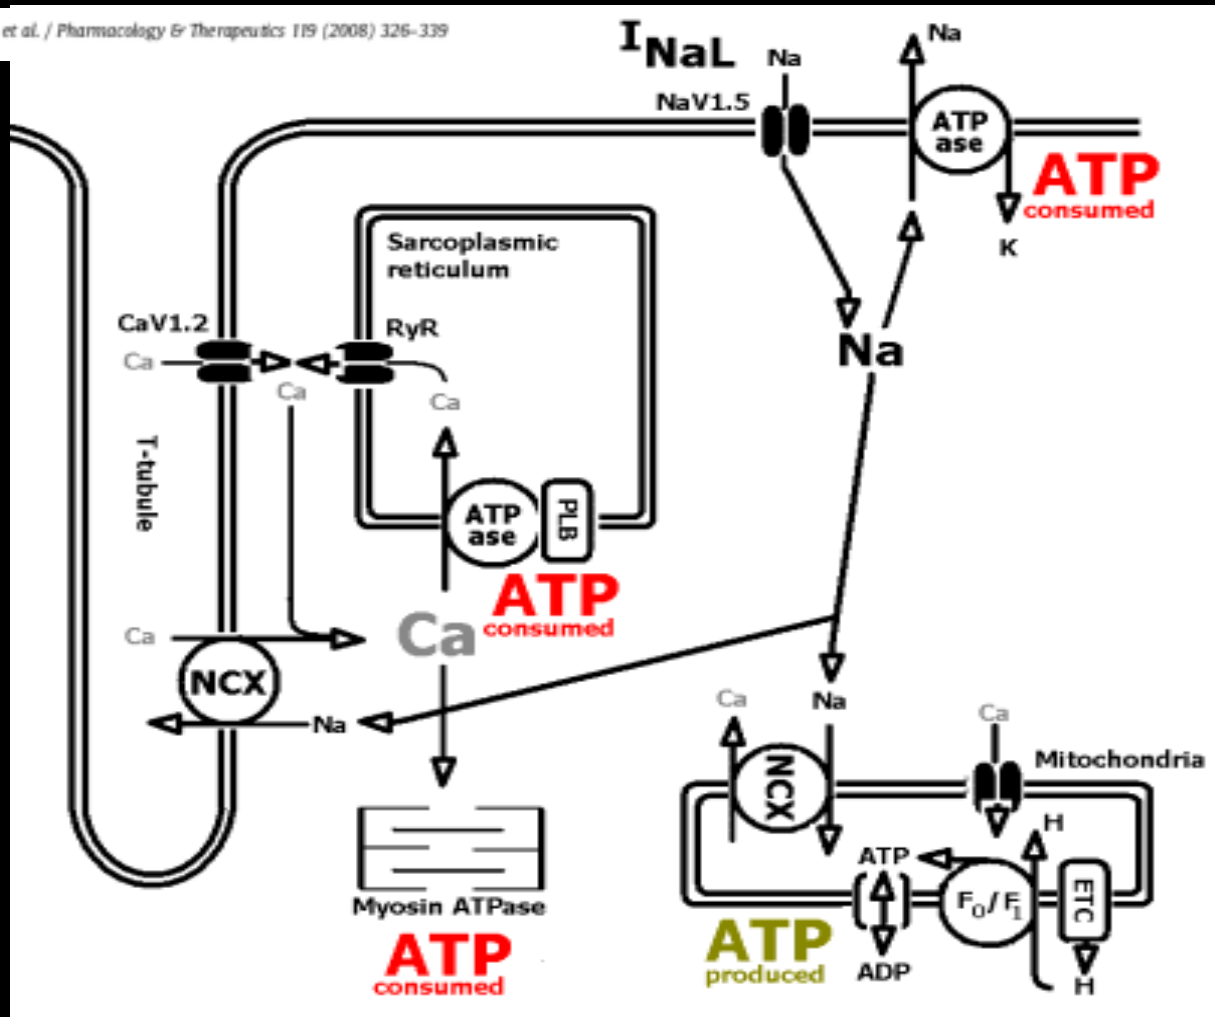 et al. / Pharmacology & Therapeutics 119 (2008) 326–339
INaL
Na
Na
NaV1.5
ATP
ase
ATP
consumed
K
Sarcoplasmic
reticulum
CaV1.2
RyR
Ca
Ca
Ca
Na
T-tubule
ATP
ase
PLB
ATP
consumed
Ca
Ca
NCX
Na
Ca
Na
Ca
Mitochondria
NCX
H
ATP
F0/F1
ETC
Myosin ATPase
ATP
consumed
ATP
produced
ADP
H